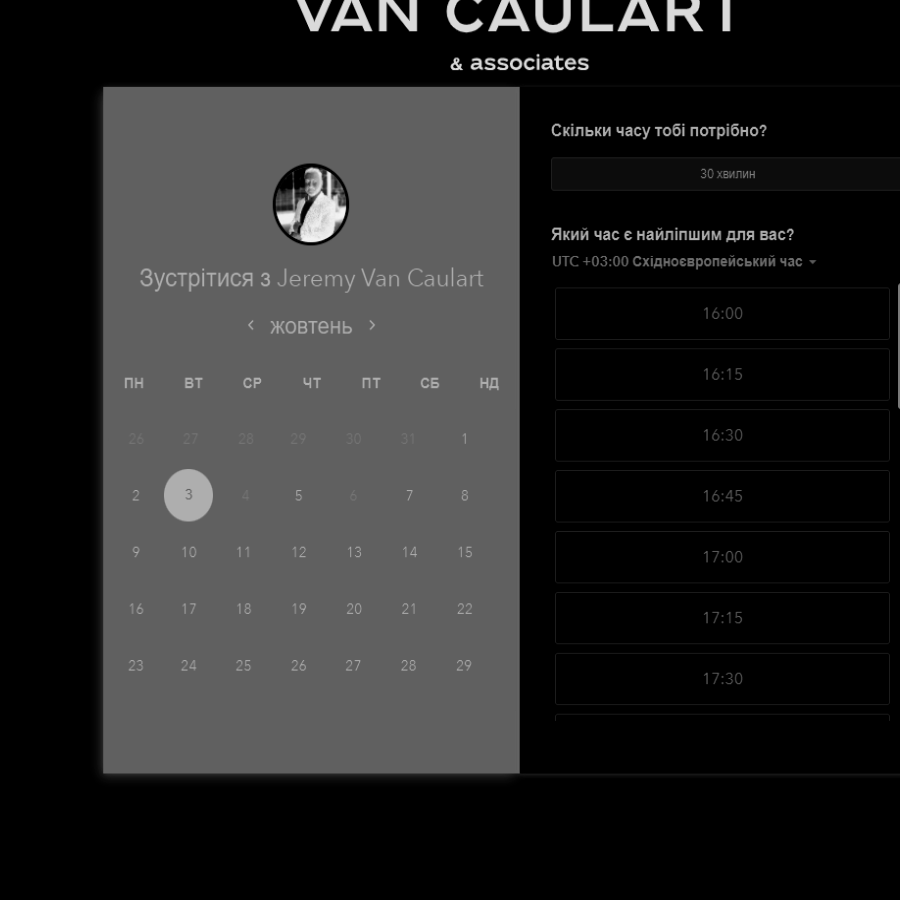 VAN CAULART
& associates
Зустрітися з Jeremy Van Caulart
жовтень
ПН ВТ СР ЧТ ПТ СБ НД
26 27 28 29 30 31 1
2 3 4 5 6 7 8
9 10 11 12 13 14 15
16 17 18 19 20 21 22
23 24 25 26 27 28 29
Скільки часу тобі потрібно?
30 хвилин
Який час є найліпшим для вас?
UTC +03:00 Східноєвропейський час
16:00
16:15
16:30
16:45
17:00
17:15
17:30